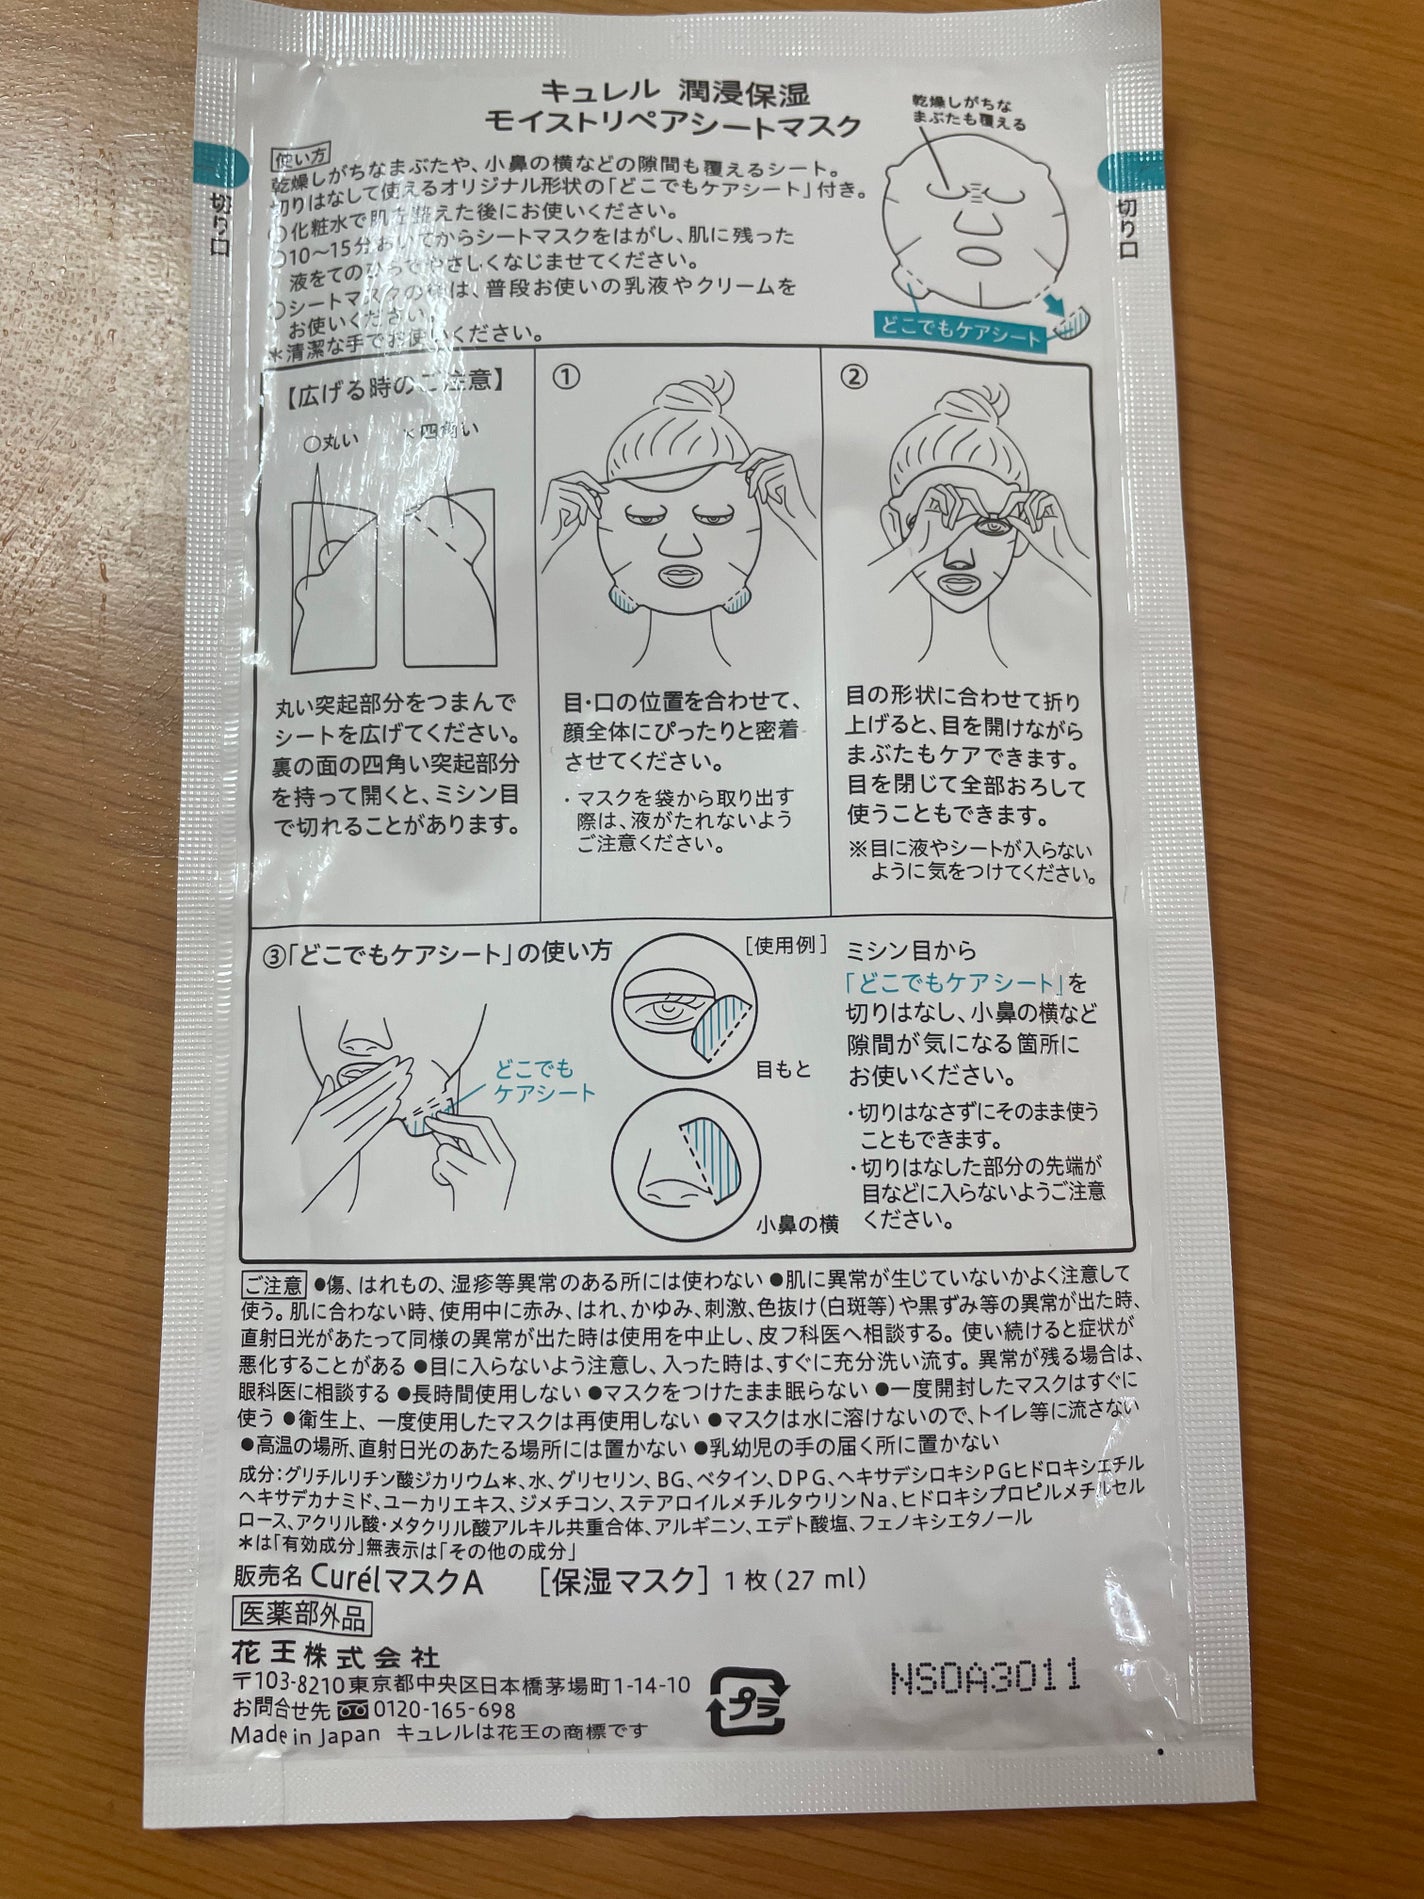 キュレル 潤浸保湿
モイストリペアシートマスク
乾燥しがちな
まぶたも覆える
使い方
乾燥しがちなまぶたや、小鼻の横などの隙間も覆えるシート。
切りはなして使えるオリジナル形状の「どこでもケアシート」付き。
○化粧水で肌を整えた後にお使いください。
○10～15分おいてからシートマスクをはがし、肌に残った
液をてのひらでやさしくなじませてください。
○シートマスクの後は、普段お使いの乳液やクリームを
お使いください。
＊清潔な手でお使いください。
切り口
切り口
どこでもケアシート
【広げる時のご注意】
○丸い
×四角い
丸い突起部分をつまんで
シートを広げてください。
裏の面の四角い突起部分
を持って開くと、ミシン目
で切れることがあります。
①
目・口の位置を合わせて、
顔全体にぴったりと密着
させてください。
・マスクを袋から取り出す
際は、液がたれないよう
ご注意ください。
②
目の形状に合わせて折り
上げると、目を開けながら
まぶたもケアできます。
目を閉じて全部おろして
使うこともできます。
※目に液やシートが入らない
ように気をつけてください。
③「どこでもケアシート」の使い方
どこでも
ケアシート
［使用例］
目もと
小鼻の横
ミシン目から
「どこでもケアシート」を
切りはなし、小鼻の横など
隙間が気になる箇所に
お使いください。
・切りはなさずにそのまま使う
こともできます。
・切りはなした部分の先端が
目などに入らないようご注意
ください。
ご注意 ●傷、はれもの、湿疹等異常のある所には使わない ●肌に異常が生じていないかよく注意して
使う。肌に合わない時、使用中に赤み、はれ、かゆみ、刺激、色抜け（白斑等）や黒ずみ等の異常が出た時、
直射日光があたって同様の異常が出た時は使用を中止し、皮フ科医へ相談する。使い続けると症状が
悪化することがある ●目に入らないよう注意し、入った時は、すぐに充分洗い流す。異常が残る場合は、
眼科医に相談する ●長時間使用しない ●マスクをつけたまま眠らない ●一度開封したマスクはすぐに
使う ●衛生上、一度使用したマスクは再使用しない ●マスクは水に溶けないので、トイレ等に流さない
●高温の場所、直射日光のあたる場所には置かない ●乳幼児の手の届く所に置かない
成分：グリチルリチン酸ジカリウム＊、水、グリセリン、BG、ベタイン、DPG、ヘキサデシロキシPGヒドロキシエチル
ヘキサデカナミド、ユーカリエキス、ジメチコン、ステアロイルメチルタウリンNa、ヒドロキシプロピルメチルセル
ロース、アクリル酸・メタクリル酸アルキル共重合体、アルギニン、エデト酸塩、フェノキシエタノール
＊は「有効成分」無表示は「その他の成分」
販売名 CurélマスクA ［保湿マスク］ 1枚（27 ml）
医薬部外品
花王株式会社
〒103-8210東京都中央区日本橋茅場町1-14-10
お問合せ先 0120-165-698
Made in Japan キュレルは花王の商標です
プラ
NSOA3011